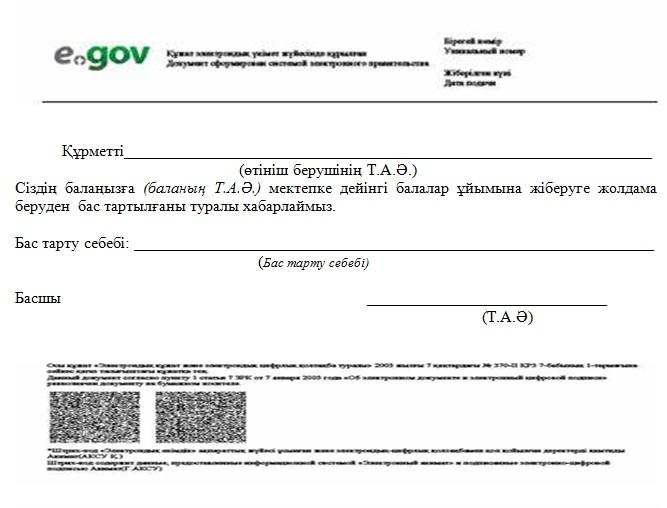 e.gov
Құжат электрондық үкімет жүйесінде құрылған
Документ сформирован системой электронного правительства
Бірегей нөмір
Уникальный номер
Жіберілген күні
Дата подачи
Құрметті
(өтініш берушінің Т.А.Ә.)
Сіздің балаңызға (баланың Т.А.Ә.) мектепке дейінгі балалар ұйымына жіберуге жолдама
беруден бас тартылғаны туралы хабарлаймыз.
Бас тарту себебі:
(Бас тарту себебі)
Басшы
(Т.А.Ә)
Осы құжат «Электрондық құжат және электрондық цифрлық қолтаңба туралы» 2003 жылғы 7 қаңтардағы № 370-II ҚРЗ 7-бабының 1-тармағына
сәйкес қағаз тасығыштағы құжатқа тең.
Данный документ согласно пункту 1 статьи 7 ЗРК от 7 января 2003 года «Об электронном документе и электронной цифровой подписи»
равнозначен документу на бумажном носителе.
*Штрих-код «Электрондық әкімдік» ақпараттық жүйесі ұсынған және электрондық-цифрлық қолтаңбамен қол қойылған деректерді қамтиды
Штрих-код содержит данные, предоставленные информационной системой «Электронный акимат» и подписанные электронно-цифровой
подписью